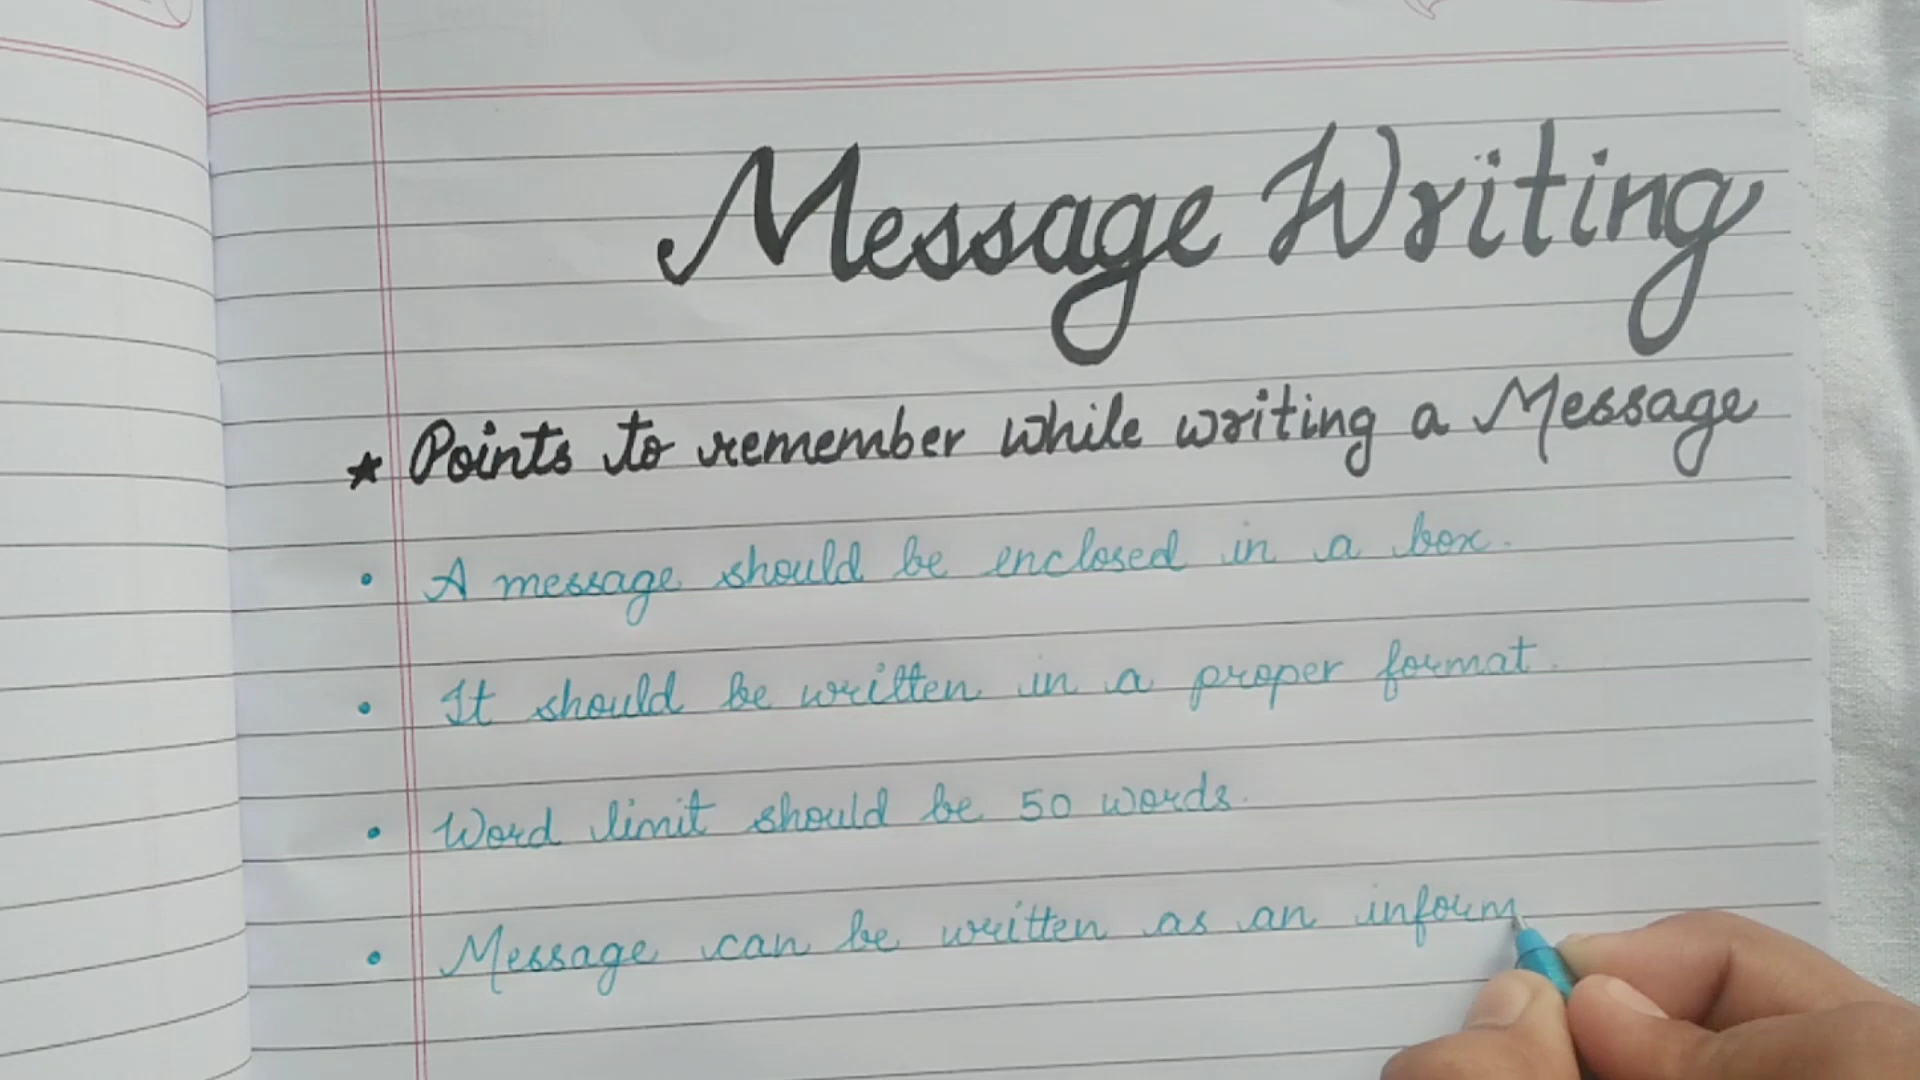 Message Writing
★ Points to remember while writing a Message
• A message should be enclosed in a box.
• It should be written in a proper format.
• Word limit should be 50 words.
• Message can be written as an inform